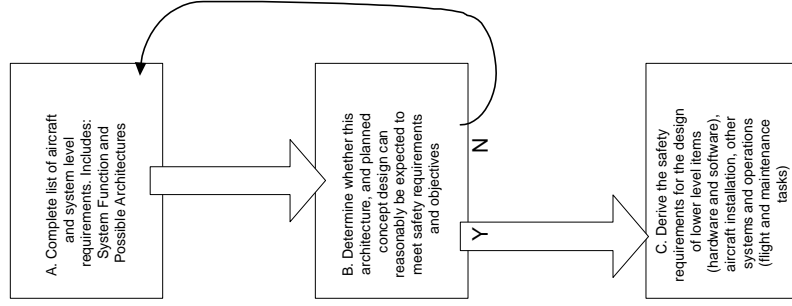 A. Complete list of aircraft
and system level
requirements. Includes:
System Function and
Possible Architectures
B. Determine whether this
architecture, and planned
concept design can
reasonably be expected to
meet safety requirements
and objectives
Y
N
C. Derive the safety
requirements for the design
of lower level items
(hardware and software),
aircraft installation, other
systems and operations
(flight and maintenance
tasks)